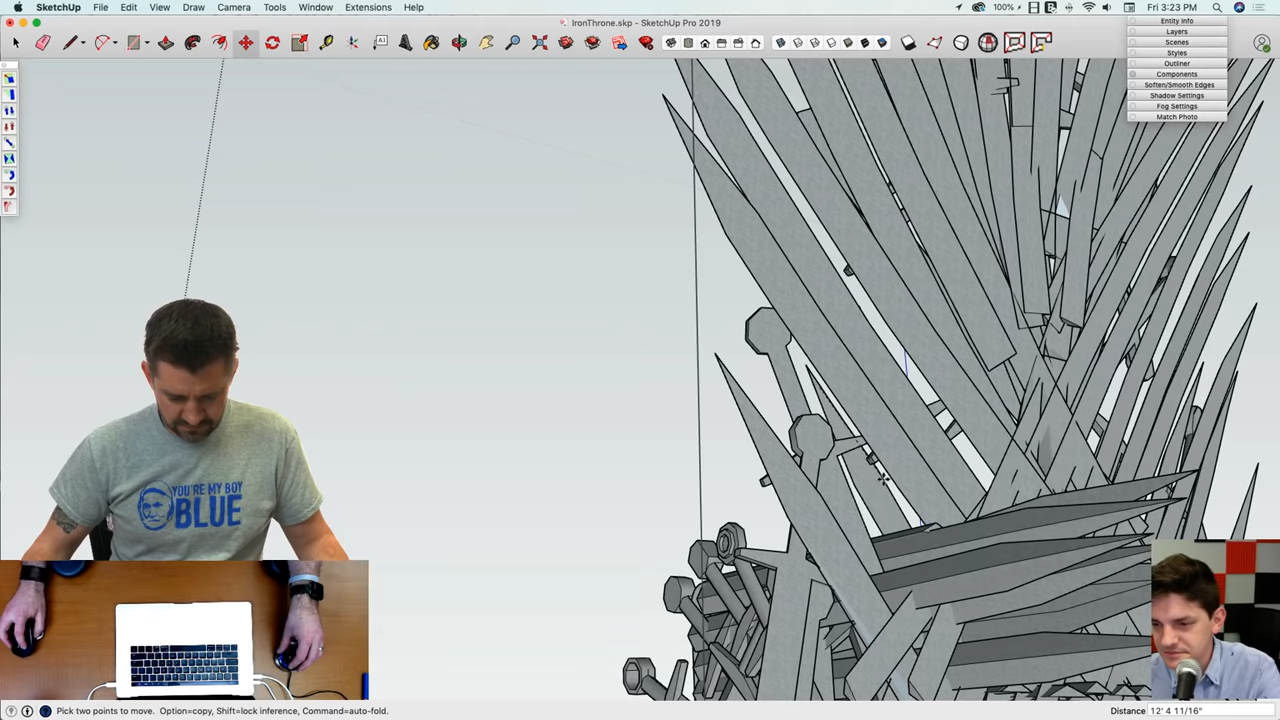 SketchUp File Edit View Draw Camera Tools Window Extensions Help
100% Fri 3:23 PM
IronThrone.skp - SketchUp Pro 2019
A1
Entity Info
Layers
Scenes
Styles
Outliner
Components
Soften/Smooth Edges
Shadow Settings
Fog Settings
Match Photo
YOU'RE MY BOY
BLUE
Pick two points to move. Option=copy, Shift=lock inference, Command=auto-fold.
Distance 12' 4 11/16"